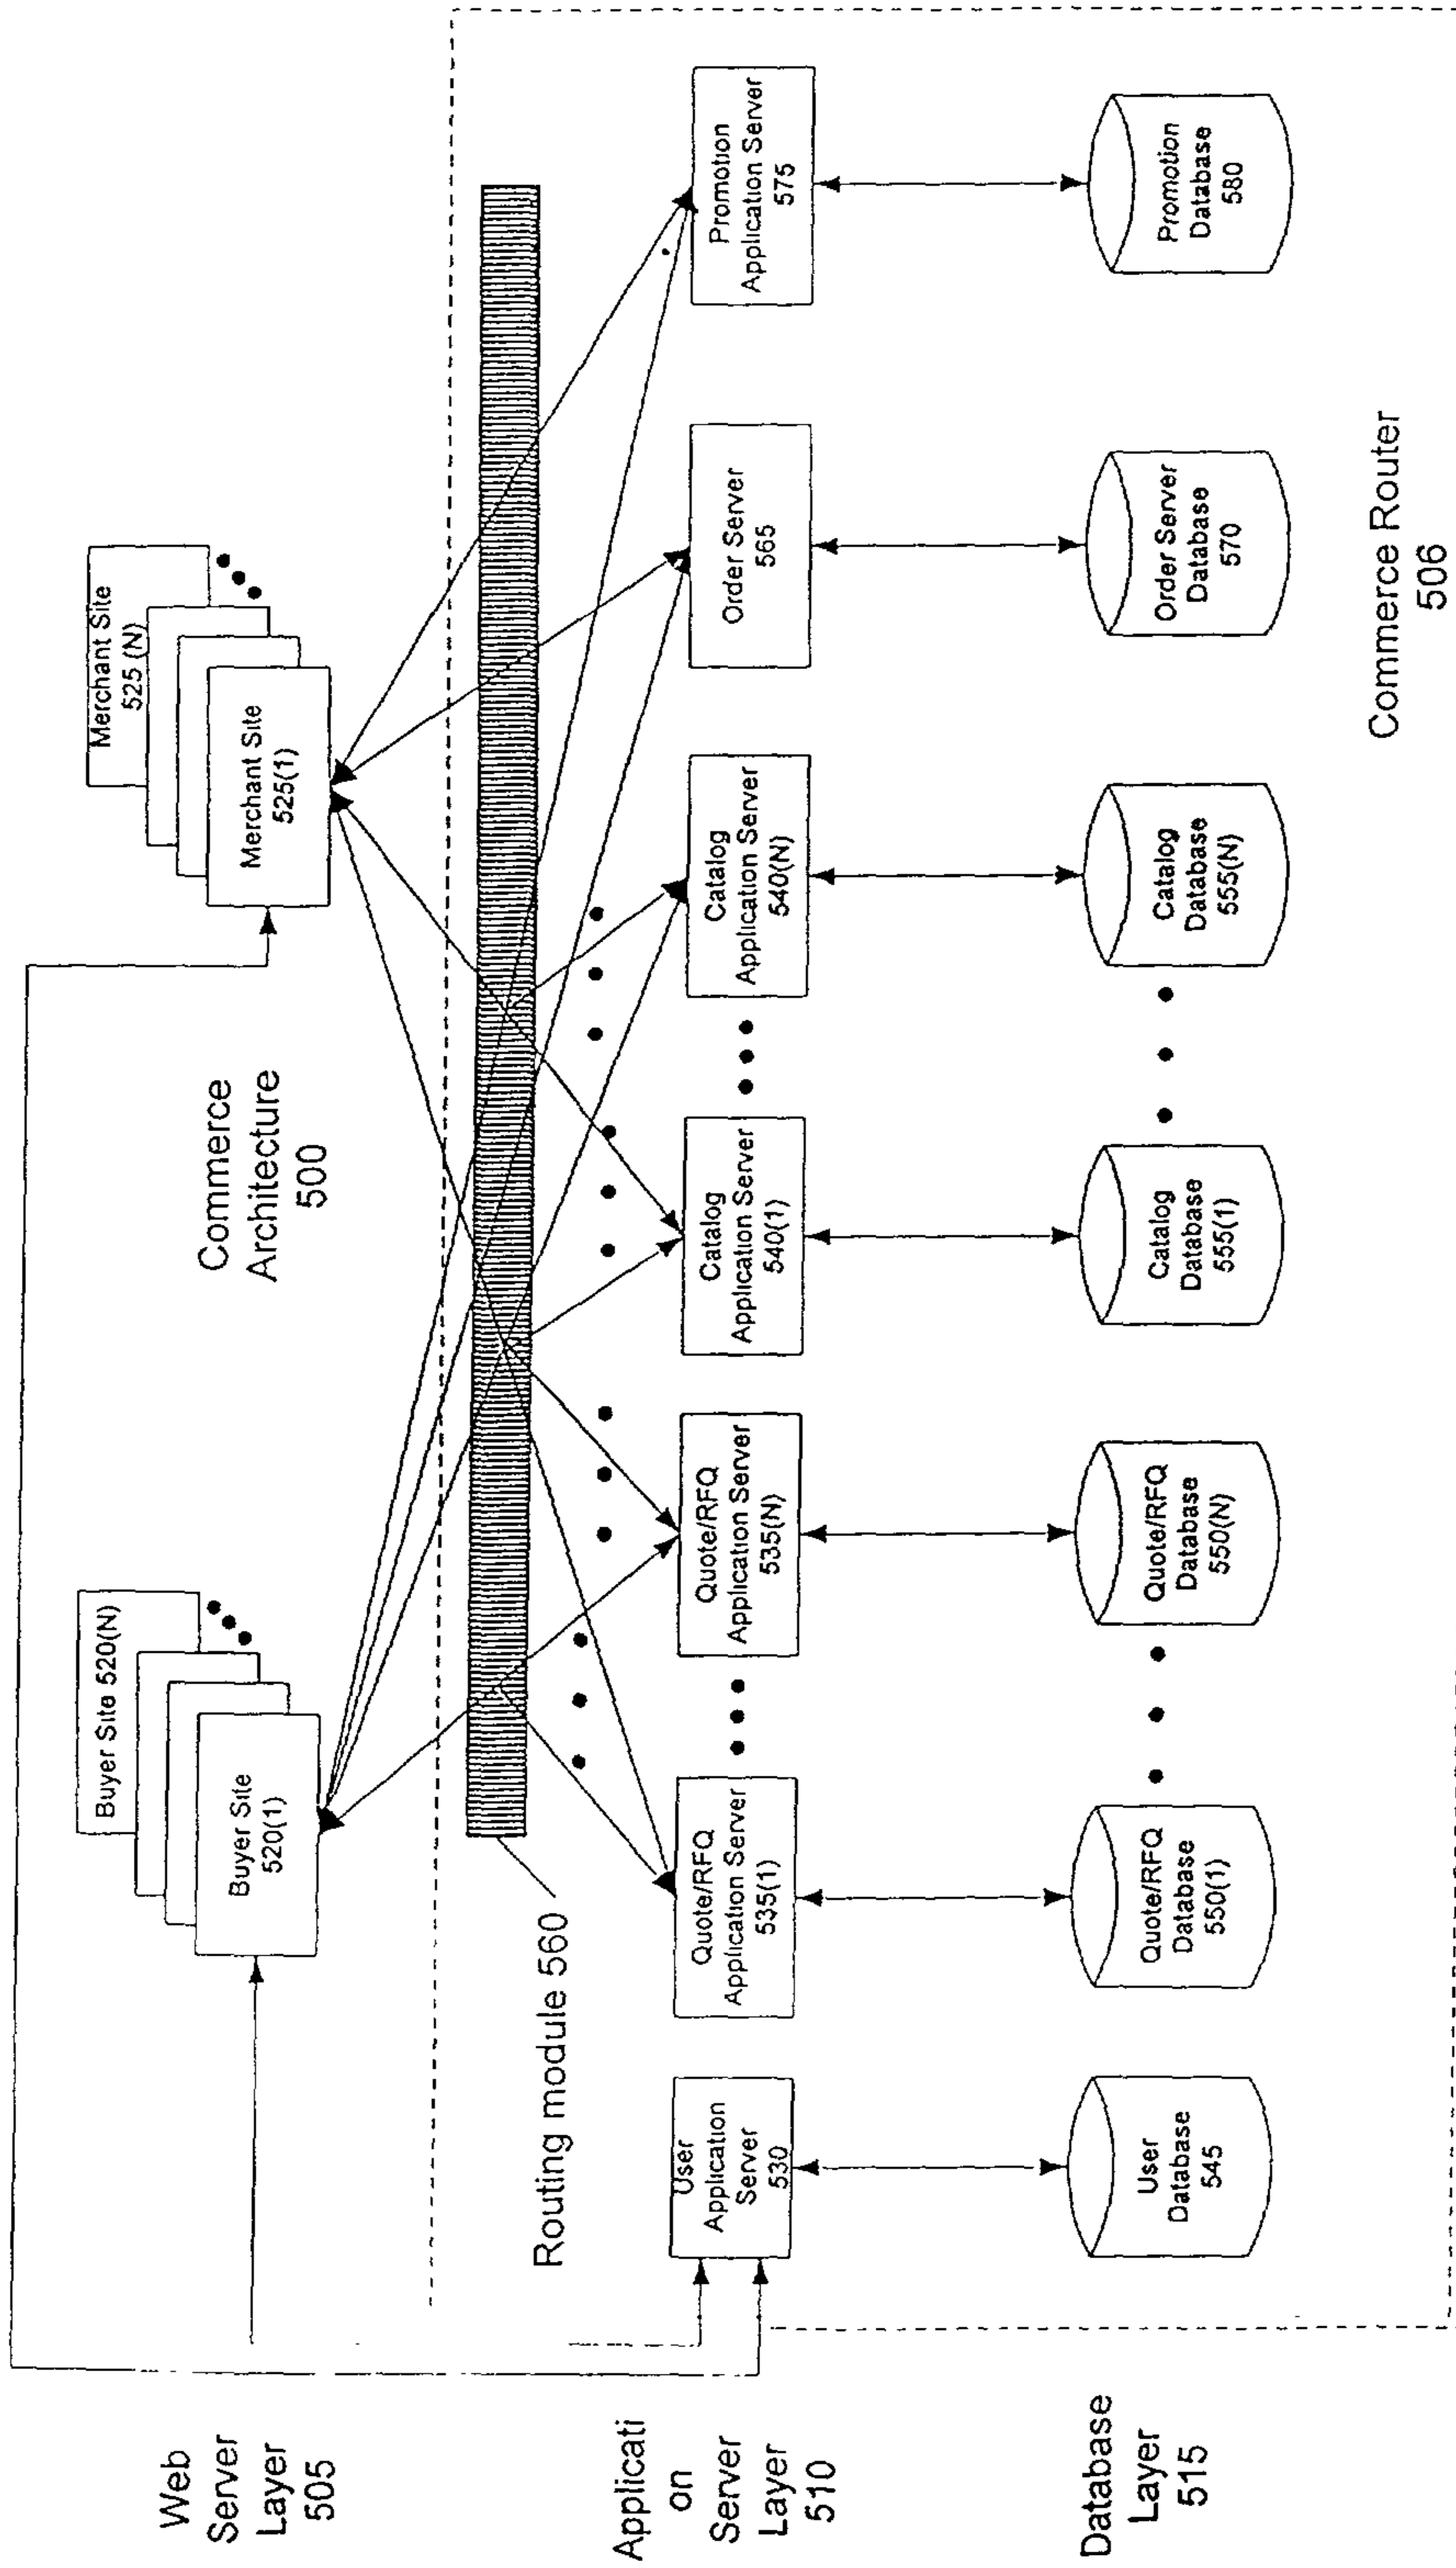 Web
Server
Layer
505
Buyer Site 520(N)
Buyer Site
520(1)
Commerce
Architecture
500
Merchant Site
525 (N)
Merchant Site
525(1)
Routing module 560
Applicati
on
Server
Layer
510
User
Application
Server
530
Quote/RFQ
Application Server
535(1)
Quote/RFQ
Application Server
535(N)
Catalog
Application Server
540(1)
Catalog
Application Server
540(N)
Order Server
565
Promotion
Application Server
575
Database
Layer
515
User
Database
545
Quote/RFQ
Database
550(1)
Quote/RFQ
Database
550(N)
Catalog
Database
555(1)
Catalog
Database
555(N)
Order Server
Database
570
Promotion
Database
580
Commerce Router
506